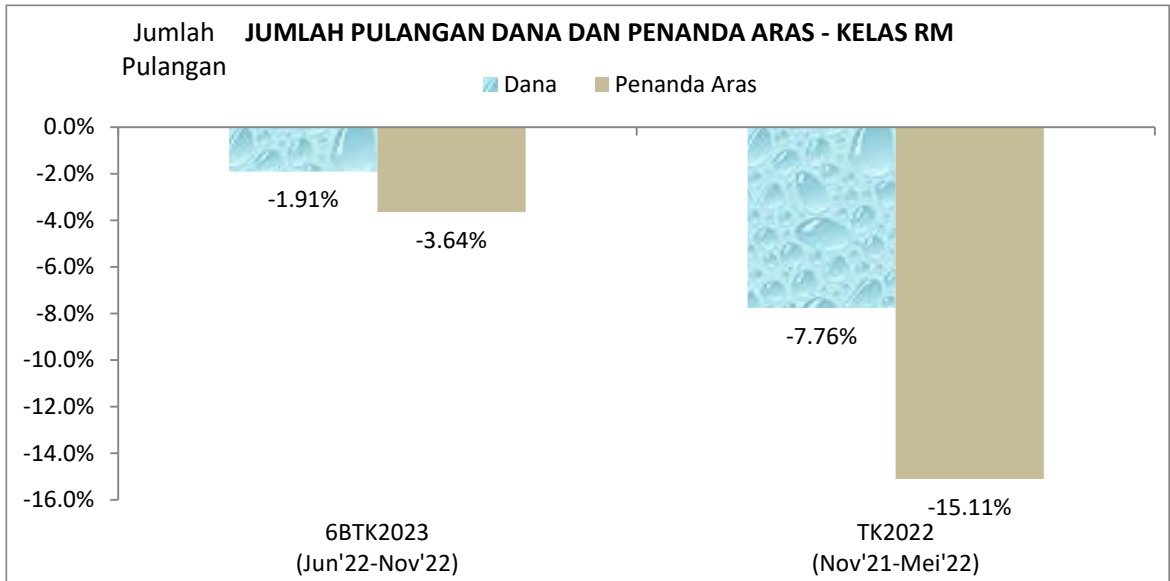 Jumlah Pulangan
JUMLAH PULANGAN DANA DAN PENANDA ARAS - KELAS RM
Dana
Penanda Aras
0.0%
-2.0%
-4.0%
-6.0%
-8.0%
-10.0%
-12.0%
-14.0%
-16.0%
-1.91%
-3.64%
-7.76%
-15.11%
6BTK2023
(Jun'22-Nov'22)
TK2022
(Nov'21-Mei'22)